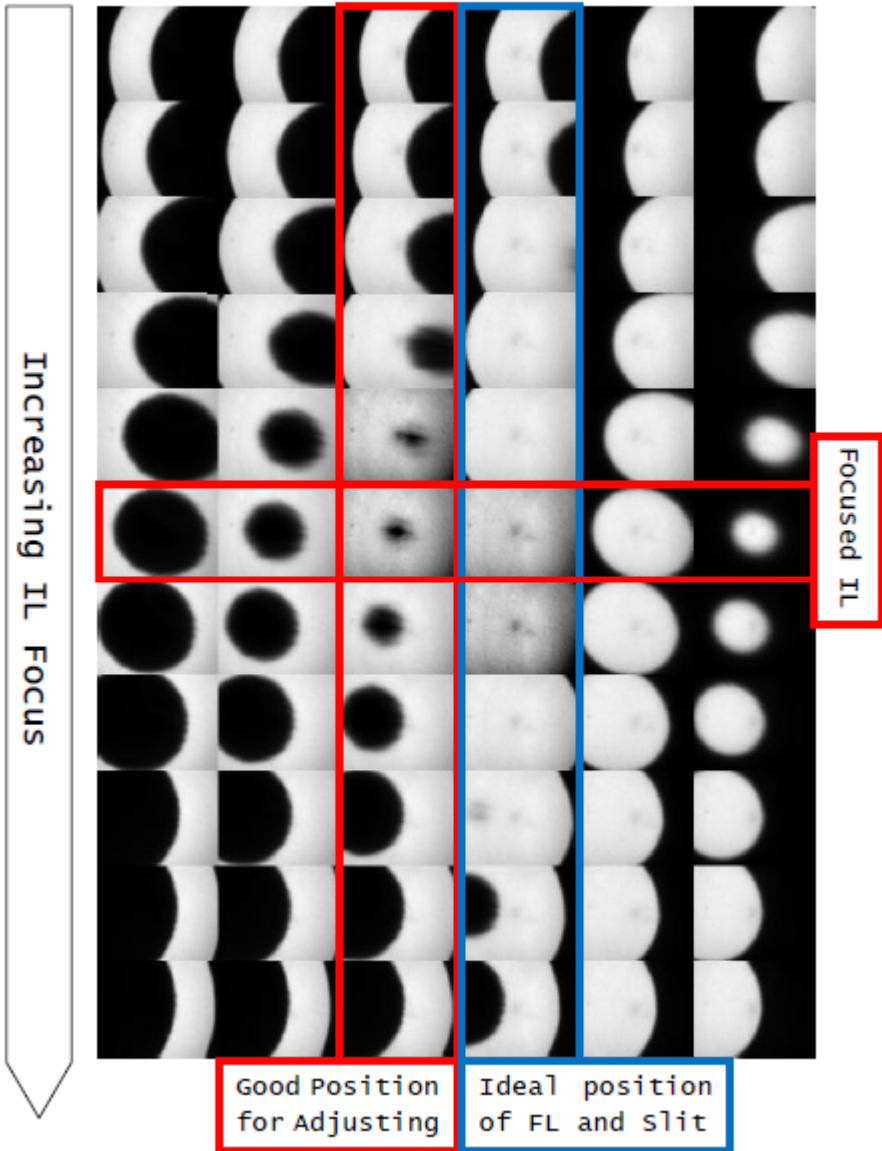 Increasing IL Focus
Focused IL
Good Position
for Adjusting
Ideal position
of FL and Slit